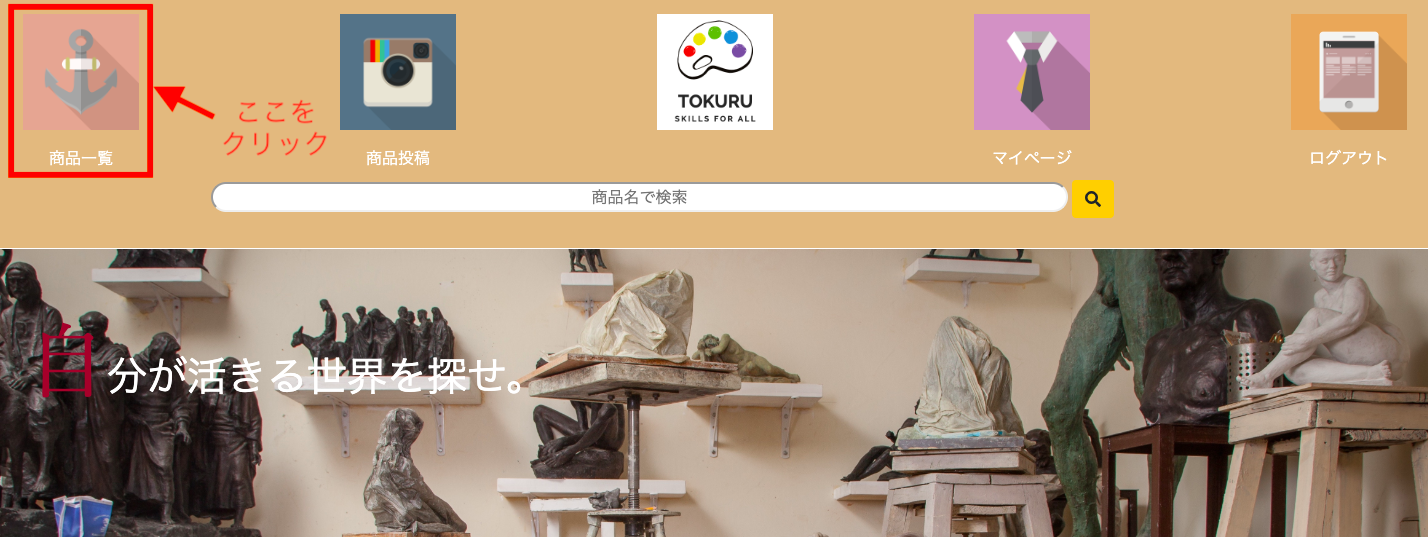 TOKURU
SKILLS FOR ALL
ここを
クリック
商品一覧
商品投稿
マイページ
ログアウト
商品名で検索
自分が活きる世界を探せ。